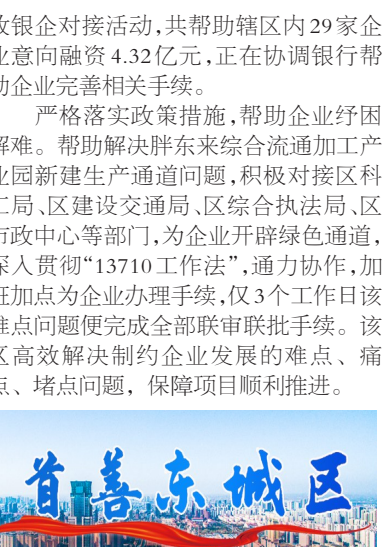 政银企对接活动,共帮助辖区内29家企
业意向融资4.32亿元,正在协调银行帮
助企业完善相关手续。
严格落实政策措施,帮助企业纾困
解难。帮助解决胖东来综合流通加工产
业园新建生产通道问题,积极对接区科
工局、区建设交通局、区综合执法局、区
市政中心等部门,为企业开辟绿色通道,
深入贯彻“13710工作法”,通力协作,加
班加点为企业办理手续,仅3个工作日该
难点问题便完成全部联审联批手续。该
区高效解决制约企业发展的难点、痛
点、堵点问题,保障项目顺利推进。
首善东城区